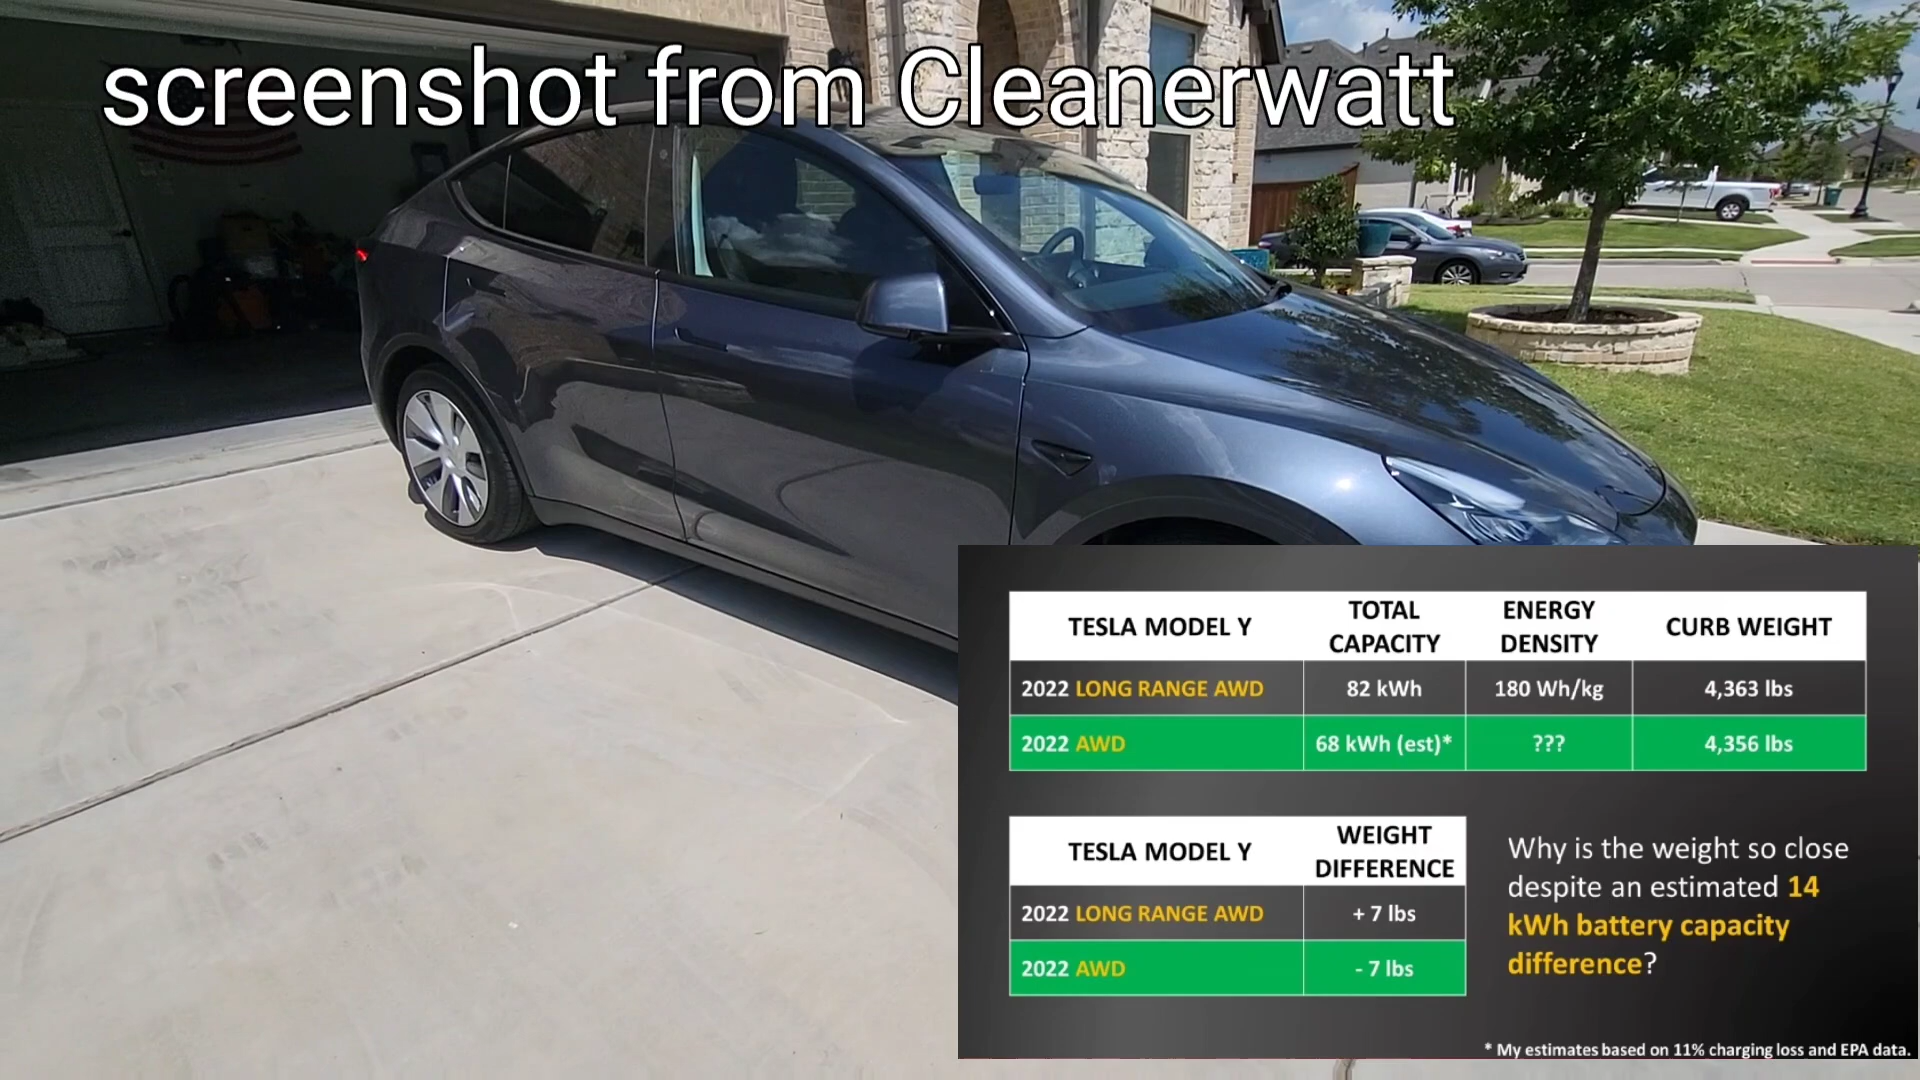 screenshot from Cleanerwatt
TESLA MODEL Y TOTAL CAPACITY ENERGY DENSITY CURB WEIGHT
2022 LONG RANGE AWD 82 kWh 180 Wh/kg 4,363 lbs
2022 AWD 68 kWh (est)* ??? 4,356 lbs
TESLA MODEL Y WEIGHT DIFFERENCE
2022 LONG RANGE AWD + 7 lbs
2022 AWD - 7 lbs
Why is the weight so close
despite an estimated 14
kWh battery capacity
difference?
* My estimates based on 11% charging loss and EPA data.